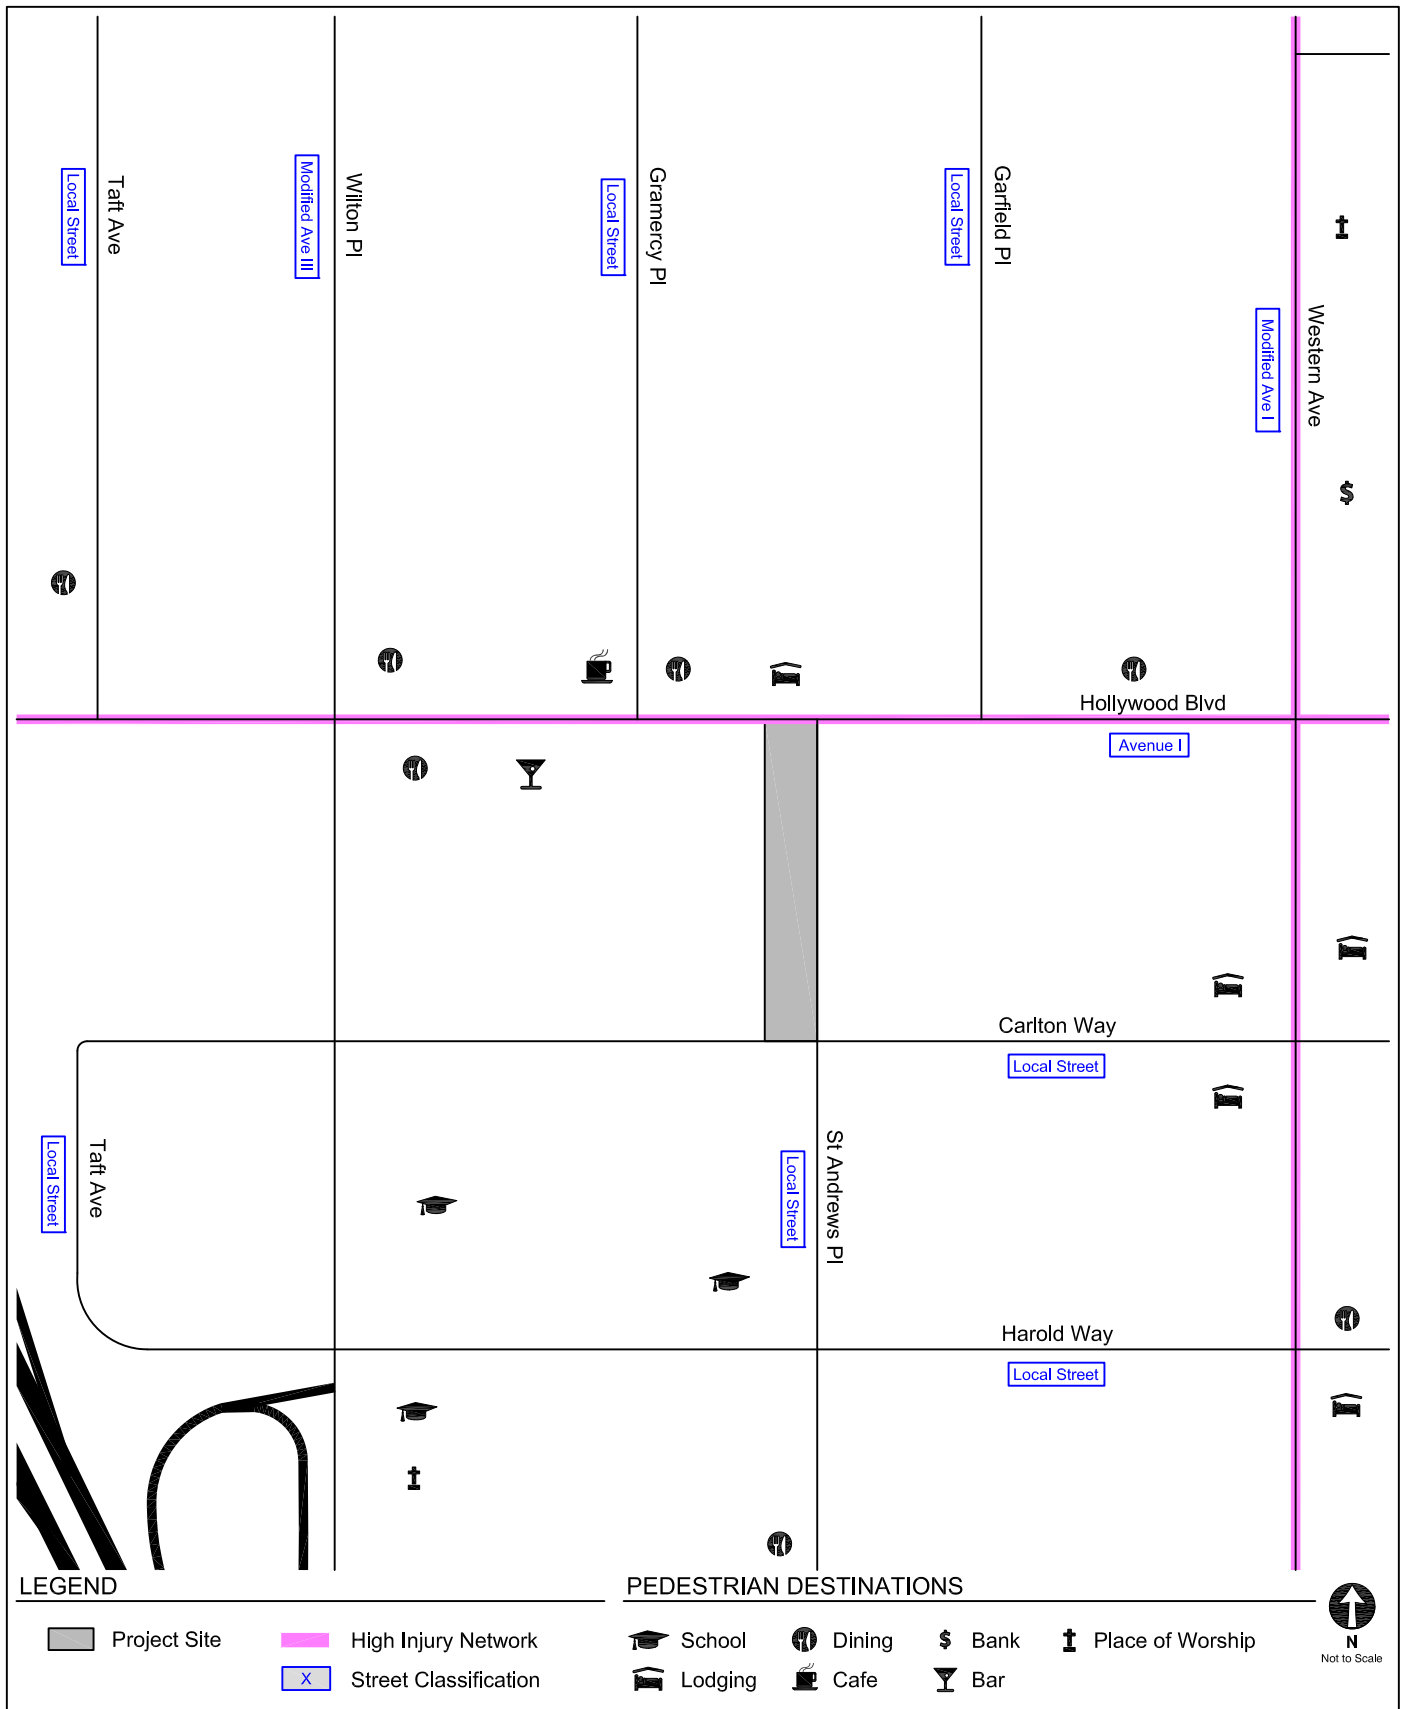 Local Street
Taft Ave
Modified Ave III
Wilton Pl
Local Street
Gramercy Pl
Local Street
Garfield Pl
Modified Ave I
Western Ave
$
Hollywood Blvd
Avenue I
Carlton Way
Local Street
Local Street
Taft Ave
Local Street
St Andrews Pl
Harold Way
Local Street
LEGEND
Project Site
High Injury Network
X
Street Classification
PEDESTRIAN DESTINATIONS
School
Dining
$
Bank
Place of Worship
Lodging
Cafe
Bar
N
Not to Scale